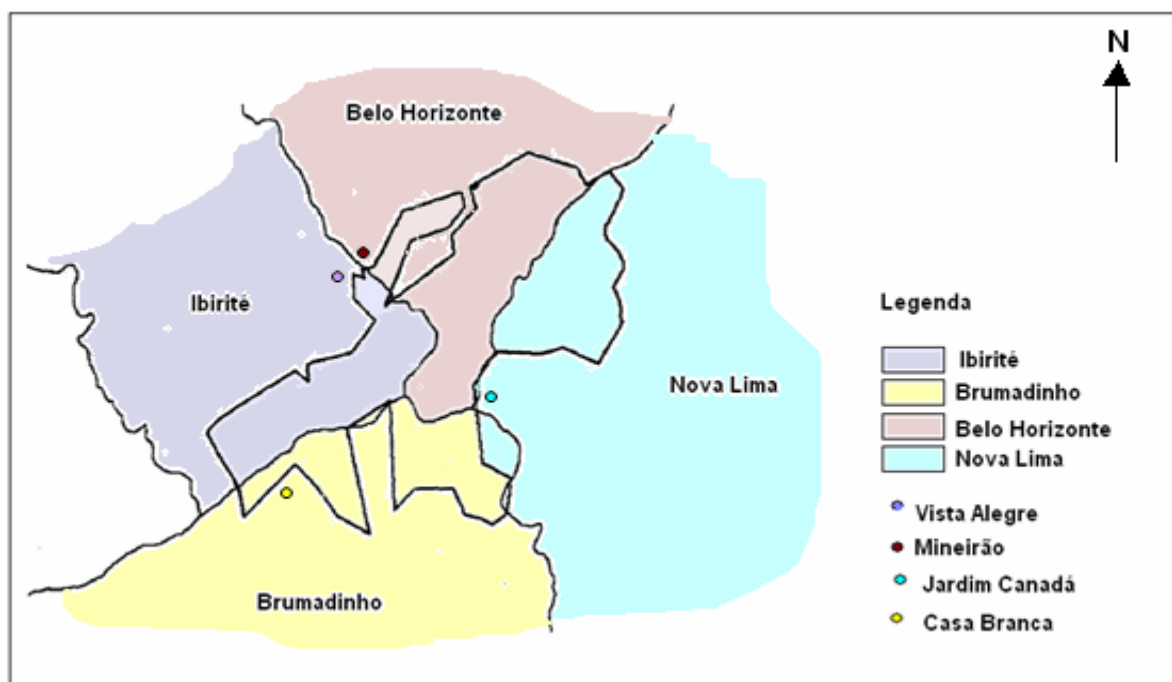 N
Belo Horizonte
Ibirité
Nova Lima
Brumadinho
Legenda
Ibirité
Brumadinho
Belo Horizonte
Nova Lima
Vista Alegre
Mineirão
Jardim Canadá
Casa Branca